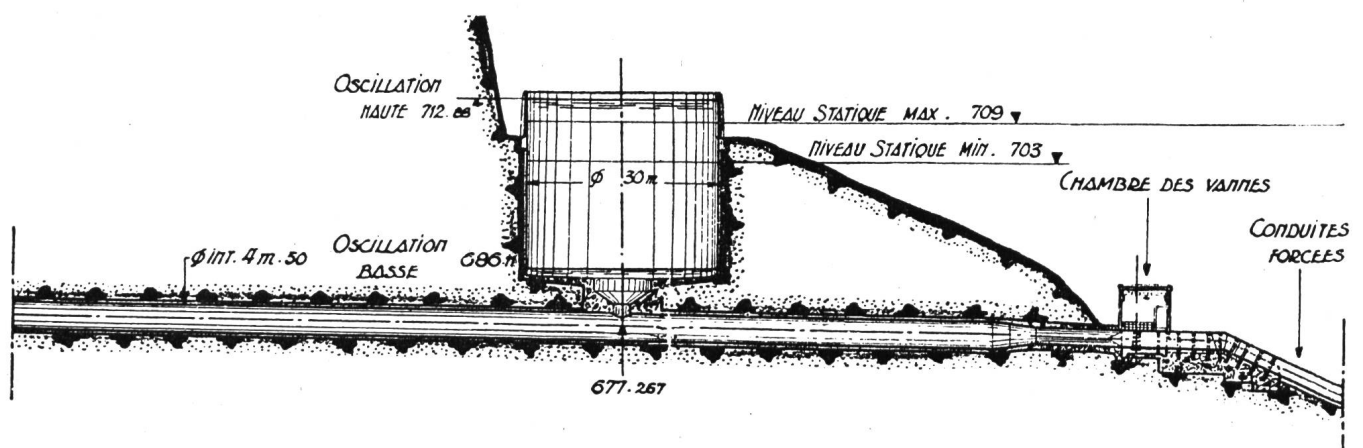 OSCILLATION
HAUTE 712.88
NIVEAU STATIQUE MAX. 709
NIVEAU STATIQUE MIN. 703
Ø 30 m
CHAMBRE DES VANNES
CONDUITES
FORCEES
Ø INT. 4 m. 50
OSCILLATION
BASSE
686.11
677.267